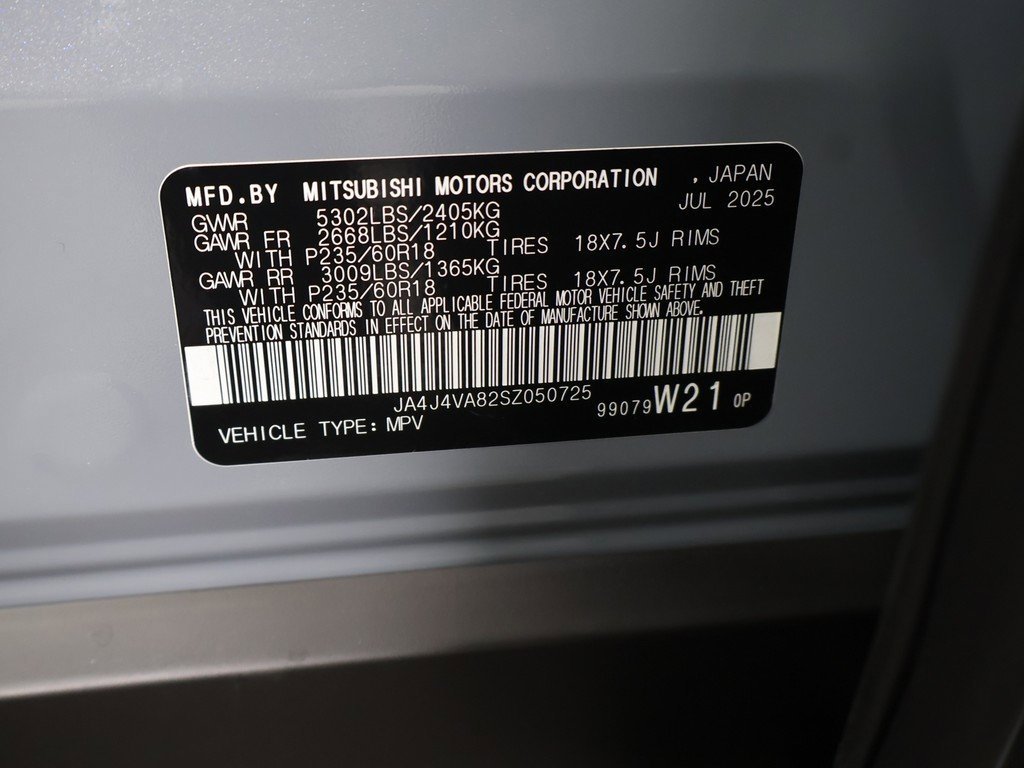 MFD.BY MITSUBISHI MOTORS CORPORATION , JAPAN
JUL 2025
GVWR 5302LBS/2405KG
GAWR FR 2668LBS/1210KG
WITH P235/60R18 TIRES 18X7.5J RIMS
GAWR RR 3009LBS/1365KG
WITH P235/60R18 TIRES 18X7.5J RIMS
THIS VEHICLE CONFORMS TO ALL APPLICABLE FEDERAL MOTOR VEHICLE SAFETY AND THEFT
PREVENTION STANDARDS IN EFFECT ON THE DATE OF MANUFACTURE SHOWN ABOVE.
JA4J4VA82SZ050725
99079 W21 0P
VEHICLE TYPE: MPV